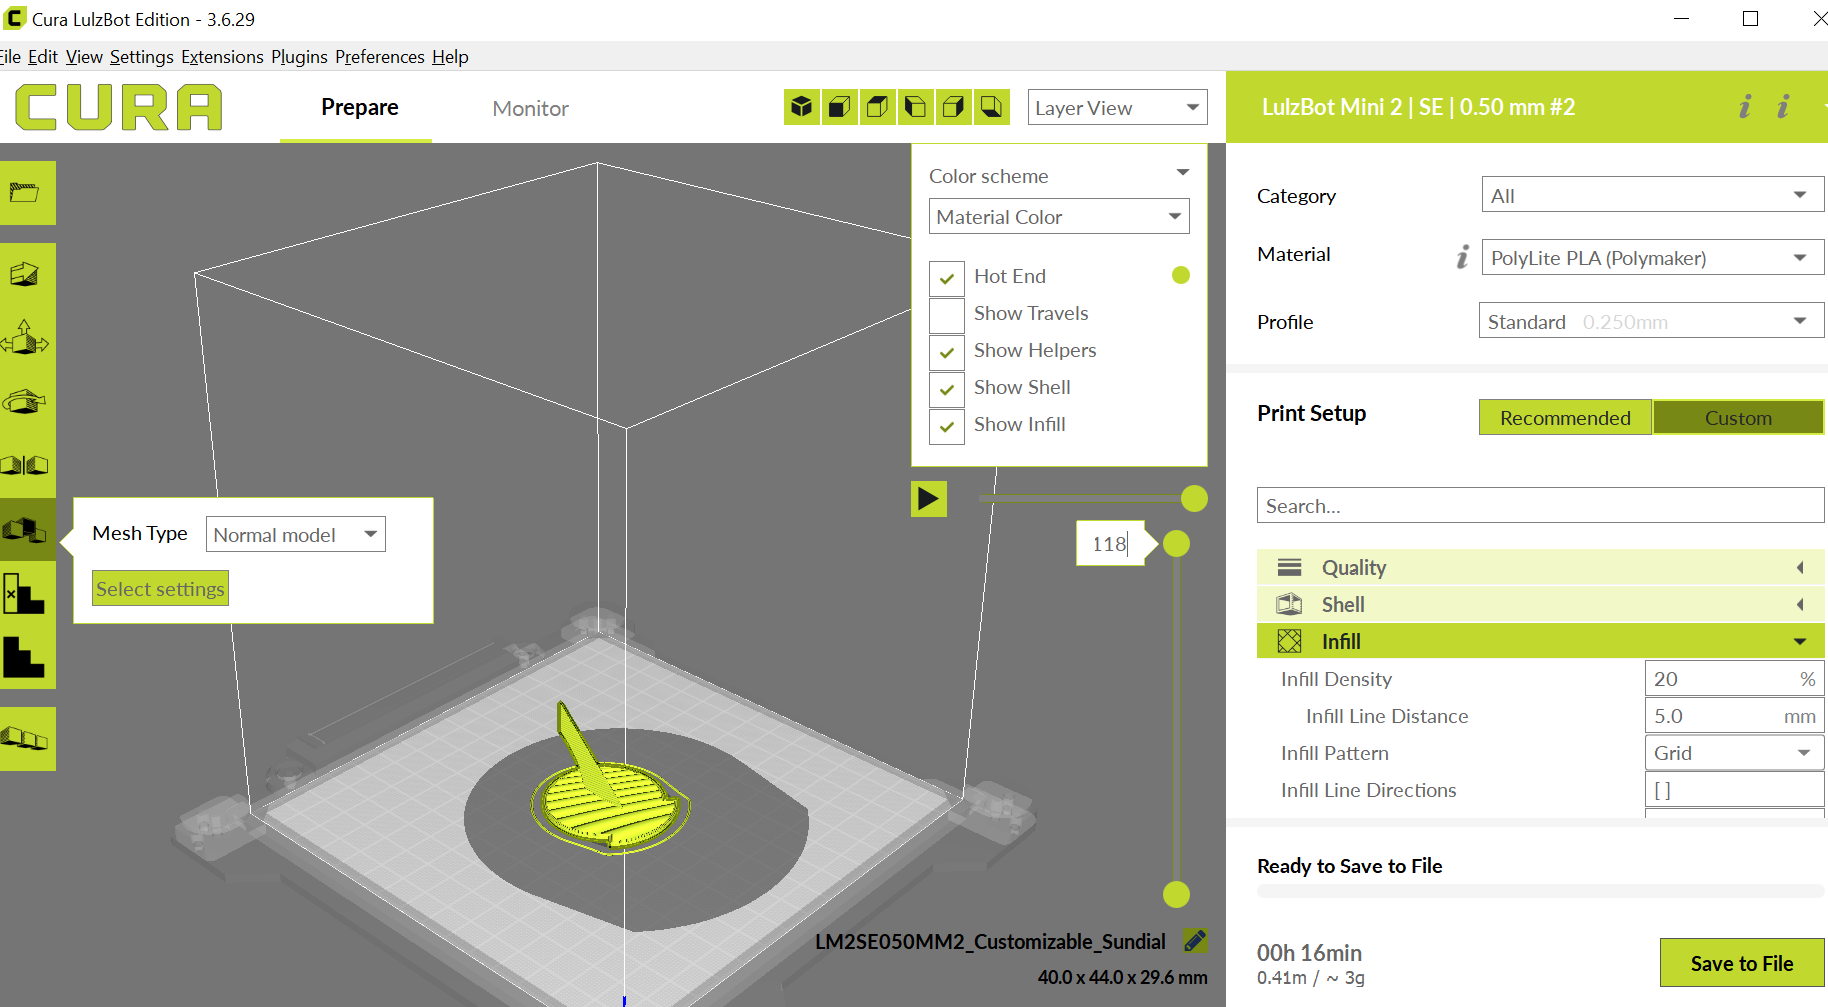 Cura LulzBot Edition - 3.6.29
File Edit View Settings Extensions Plugins Preferences Help
CURA
Prepare
Monitor
Layer View
LulzBot Mini 2 | SE | 0.50 mm #2
Color scheme
Material Color
Hot End
Show Travels
Show Helpers
Show Shell
Show Infill
Category
All
Material
PolyLite PLA (Polymaker)
Profile
Standard 0.250mm
Print Setup
Recommended
Custom
Search...
Mesh Type
Normal model
Select settings
118
Quality
Shell
Infill
Infill Density
20 %
Infill Line Distance
5.0 mm
Infill Pattern
Grid
Infill Line Directions
[ ]
Ready to Save to File
LM2SE050MM2_Customizable_Sundial
40.0 x 44.0 x 29.6 mm
00h 16min
0.41m / ~ 3g
Save to File